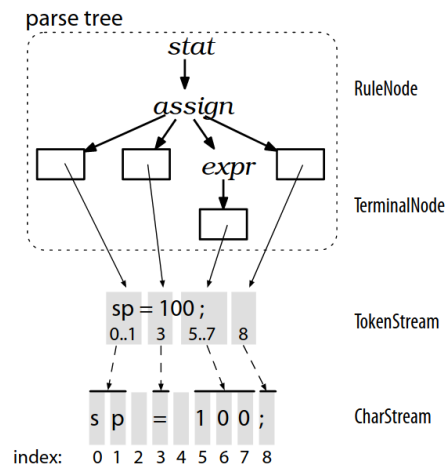 parse tree
stat
RuleNode
assign
expr
TerminalNode
sp = 100 ;
TokenStream
0..1 3 5..7 8
s p = 1 0 0 ;
CharStream
index: 0 1 2 3 4 5 6 7 8